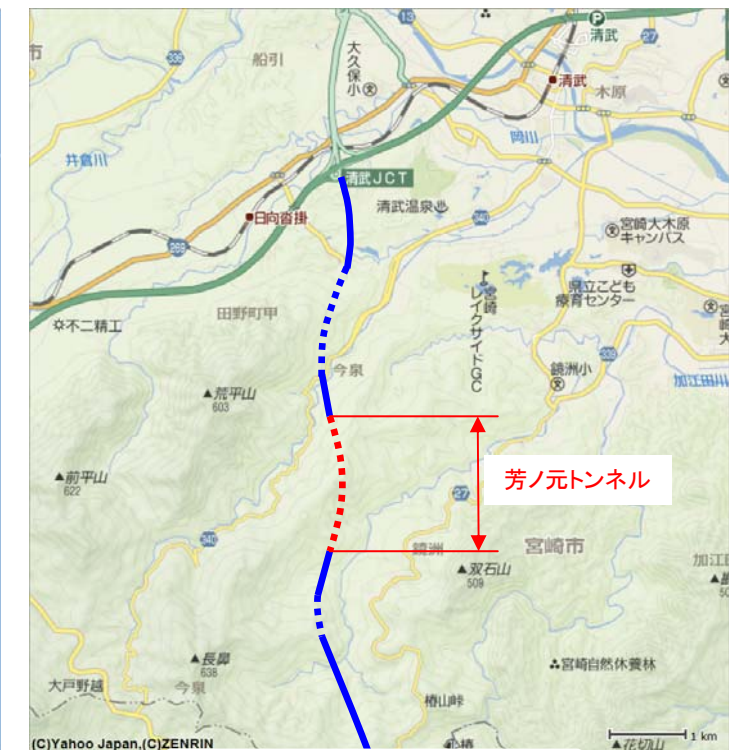 13
338
船引
大久保小
P
清武
27
清武
木原
岡川
井倉川
市
清武JCT
清武温泉
340
日向沓掛
269
宮崎大木原
キャンパス
県立こども
療育センター
宮崎レイクサイドGC
不二精工
田野町甲
今泉
339
鏡洲小
加江田川
荒平山
603
前平山
622
芳ノ元トンネル
27
340
鏡洲
宮崎市
双石山
509
加江田
長鼻
638
今泉
大戸野越
宮崎自然休養林
椿山峠
花切山
1 km
(C)Yahoo Japan,(C)ZENRIN